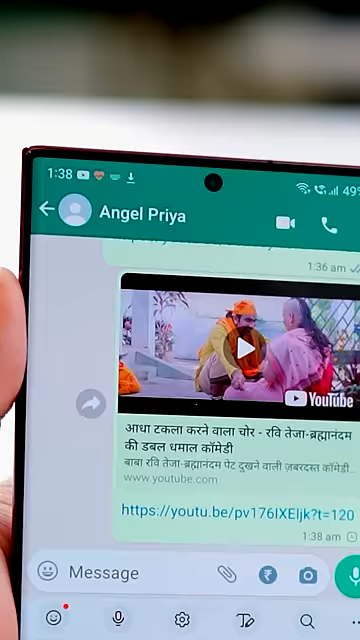 1:38
49%
Angel Priya
1:36 am
YouTube
आधा टकला करने वाला चोर - रवि तेजा-ब्रह्मानंदम
की डबल धमाल कॉमेडी
बाबा रवि तेजा-ब्रह्मानंदम पेट दुखने वाली ज़बरदस्त कॉमेडी...
www.youtube.com
https://youtu.be/pv176IXEljk?t=120
1:38 am
Message